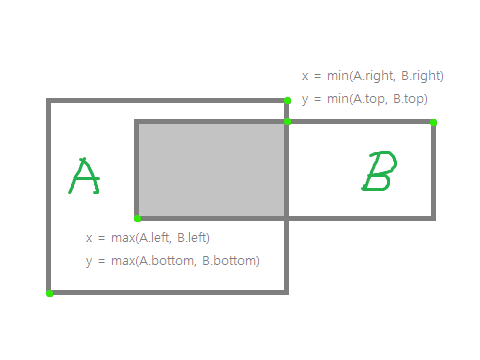 x = min(A.right, B.right)
y = min(A.top, B.top)
A
B
x = max(A.left, B.left)
y = max(A.bottom, B.bottom)